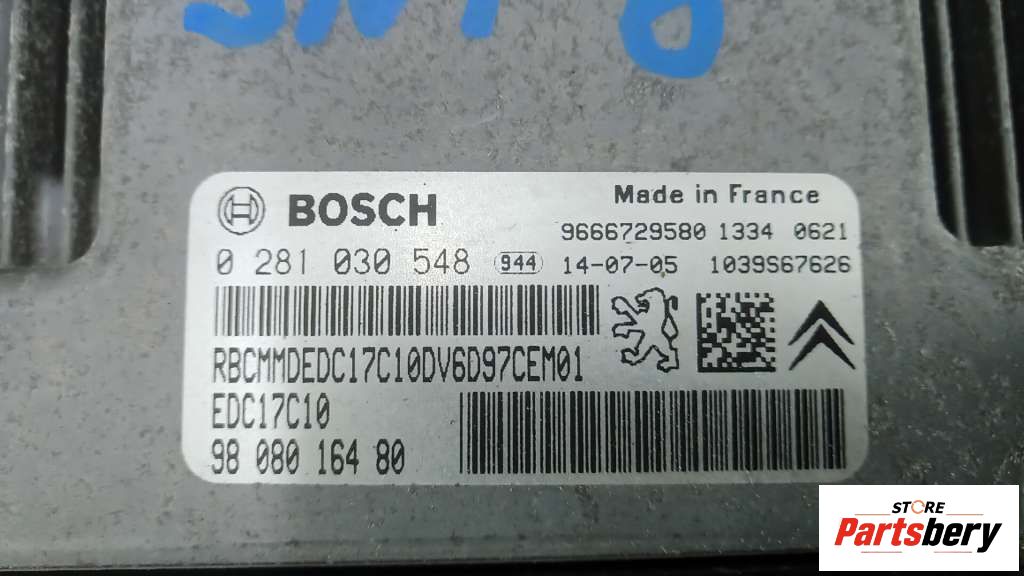 BOSCH
Made in France
9666729580 1334 0621
0 281 030 548 944 14-07-05 1039S67626
RBCMMDEDC17C10DV6D97CEM01
EDC17C10
98 080 164 80
STORE
Partsbery